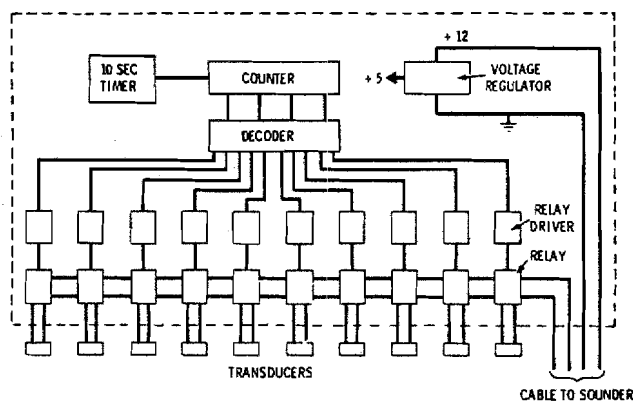 10 SEC
TIMER
COUNTER
DECODER
+ 12
+ 5
VOLTAGE
REGULATOR
RELAY
DRIVER
RELAY
TRANSDUCERS
CABLE TO SOUNDER